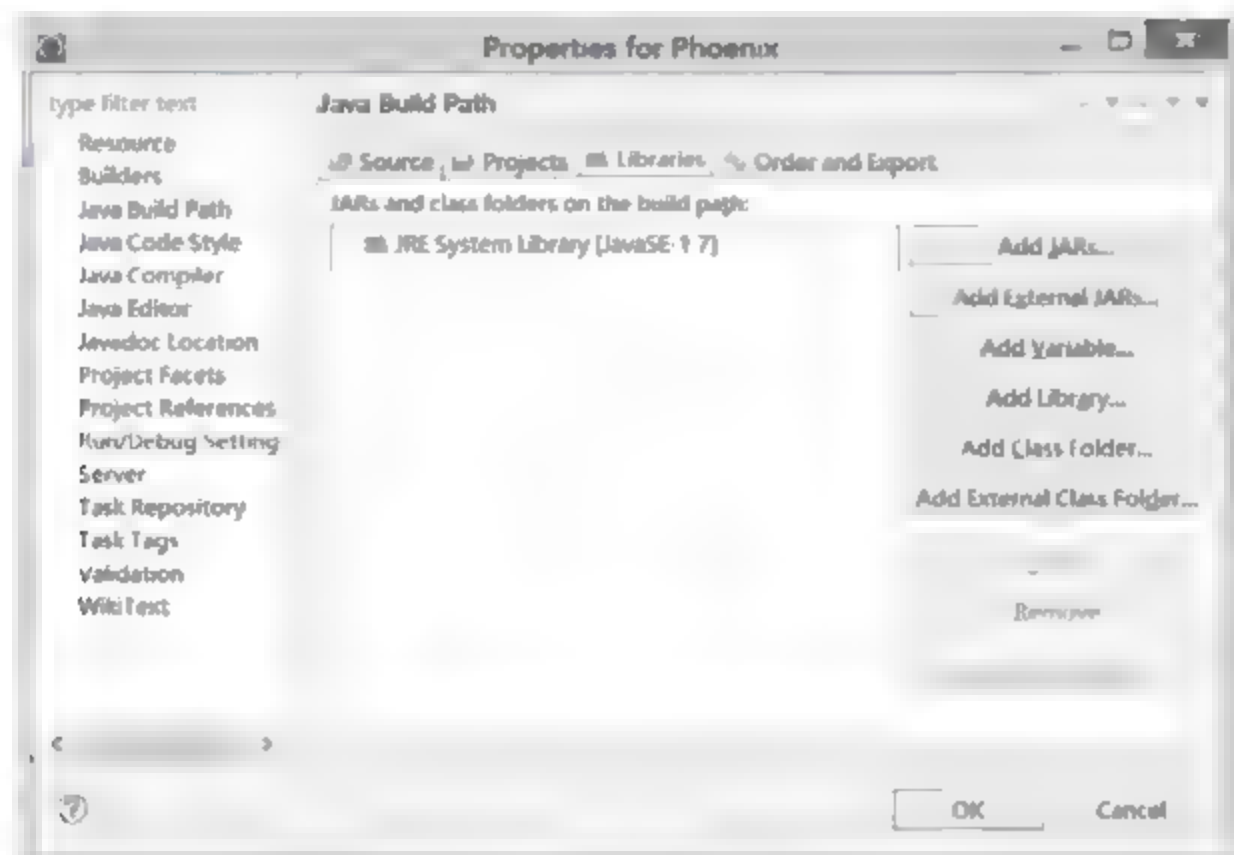 Properties for Phoenix
type filter text
Resource
Builders
Java Build Path
Java Code Style
Java Compiler
Java Editor
Javadoc Location
Project Facets
Project References
Run/Debug Setting
Server
Task Repository
Task Tags
Validation
WikiText
Java Build Path
Source Projects Libraries Order and Export
JARs and class folders on the build path:
JRE System Library [JavaSE-1.7]
Add JARs...
Add External JARs...
Add Variable...
Add Library...
Add Class Folder...
Add External Class Folder...
Remove
OK Cancel